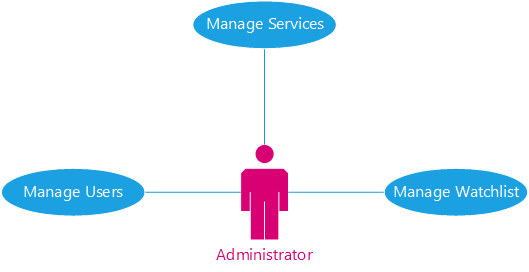 Manage Services
Manage Users
Manage Watchlist
Administrator